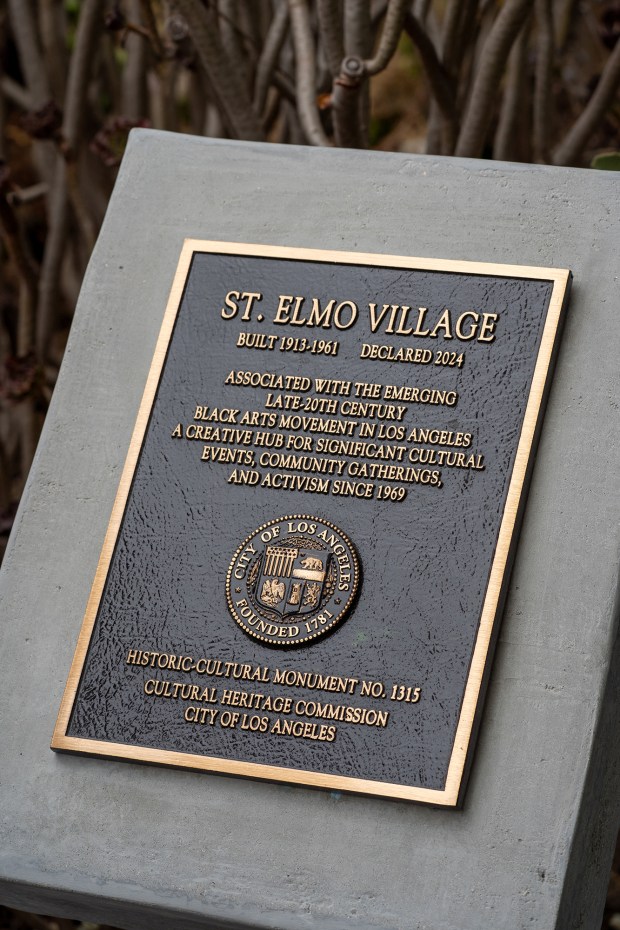 ST. ELMO VILLAGE
BUILT 1913-1961 DECLARED 2024
ASSOCIATED WITH THE EMERGING
LATE-20TH CENTURY
BLACK ARTS MOVEMENT IN LOS ANGELES
A CREATIVE HUB FOR SIGNIFICANT CULTURAL
EVENTS, COMMUNITY GATHERINGS,
AND ACTIVISM SINCE 1969
CITY OF LOS ANGELES
FOUNDED 1781
HISTORIC-CULTURAL MONUMENT NO. 1315
CULTURAL HERITAGE COMMISSION
CITY OF LOS ANGELES